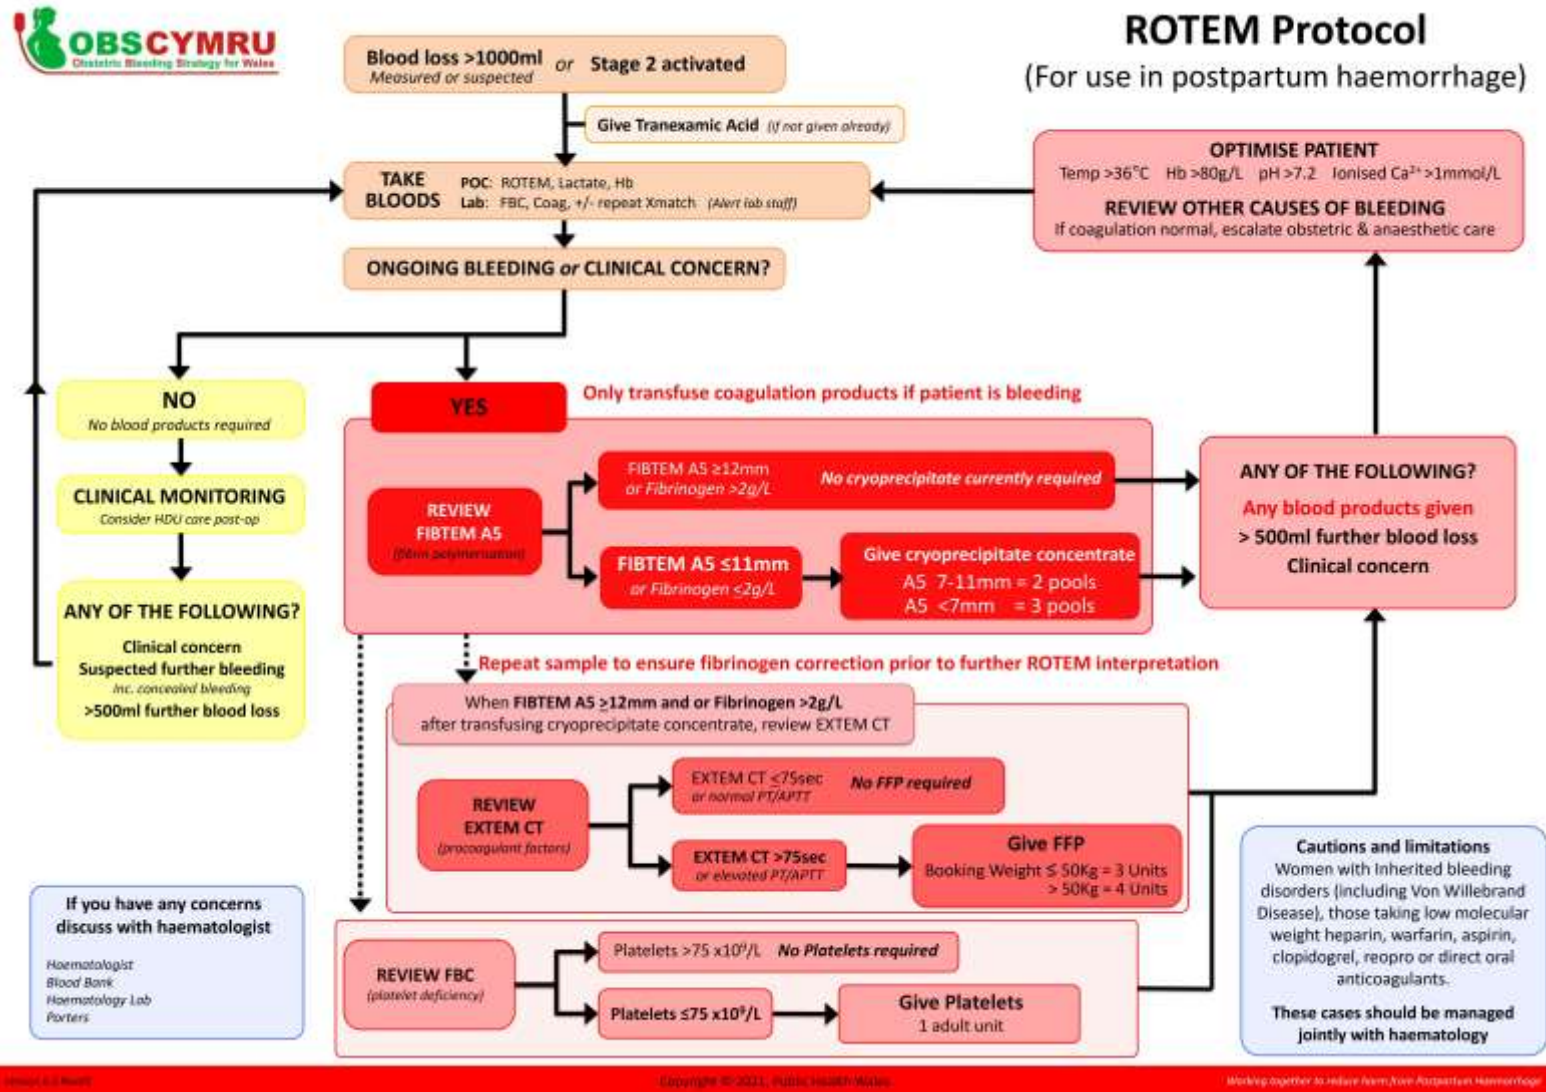 OBSCYMRU
Obstetric Bleeding Strategy for Wales
ROTEM Protocol
(For use in postpartum haemorrhage)
Blood loss >1000ml or Stage 2 activated
Measured or suspected
Give Tranexamic Acid (if not given already)
TAKE
BLOODS
POC: ROTEM, Lactate, Hb
Lab: FBC, Coag, +/- repeat Xmatch (Alert lab staff)
ONGOING BLEEDING or CLINICAL CONCERN?
OPTIMISE PATIENT
Temp >36°C Hb >80g/L pH >7.2 Ionised Ca²⁺ >1mmol/L
REVIEW OTHER CAUSES OF BLEEDING
If coagulation normal, escalate obstetric & anaesthetic care
NO
No blood products required
CLINICAL MONITORING
Consider HDU care post-op
ANY OF THE FOLLOWING?
Clinical concern
Suspected further bleeding
Inc. concealed bleeding
>500ml further blood loss
YES
Only transfuse coagulation products if patient is bleeding
REVIEW
FIBTEM A5
(fibrin polymerisation)
FIBTEM A5 ≥12mm
or Fibrinogen >2g/L
No cryoprecipitate currently required
FIBTEM A5 ≤11mm
or Fibrinogen ≤2g/L
Give cryoprecipitate concentrate
A5 7-11mm = 2 pools
A5 <7mm = 3 pools
ANY OF THE FOLLOWING?
Any blood products given
> 500ml further blood loss
Clinical concern
Repeat sample to ensure fibrinogen correction prior to further ROTEM interpretation
When FIBTEM A5 ≥12mm and or Fibrinogen >2g/L
after transfusing cryoprecipitate concentrate, review EXTEM CT
REVIEW
EXTEM CT
(procoagulant factors)
EXTEM CT ≤75sec
or normal PT/APTT
No FFP required
EXTEM CT >75sec
or elevated PT/APTT
Give FFP
Booking Weight ≤ 50Kg = 3 Units
> 50Kg = 4 Units
REVIEW FBC
(platelet deficiency)
Platelets >75 x10⁹/L No Platelets required
Platelets ≤75 x10⁹/L
Give Platelets
1 adult unit
If you have any concerns
discuss with haematologist
Haematologist
Blood Bank
Haematology Lab
Porters
Cautions and limitations
Women with Inherited bleeding
disorders (including Von Willebrand
Disease), those taking low molecular
weight heparin, warfarin, aspirin,
clopidogrel, reopro or direct oral
anticoagulants.
These cases should be managed
jointly with haematology
Copyright © 2021, Public Health Wales
Working together to reduce harm from Postpartum Haemorrhage